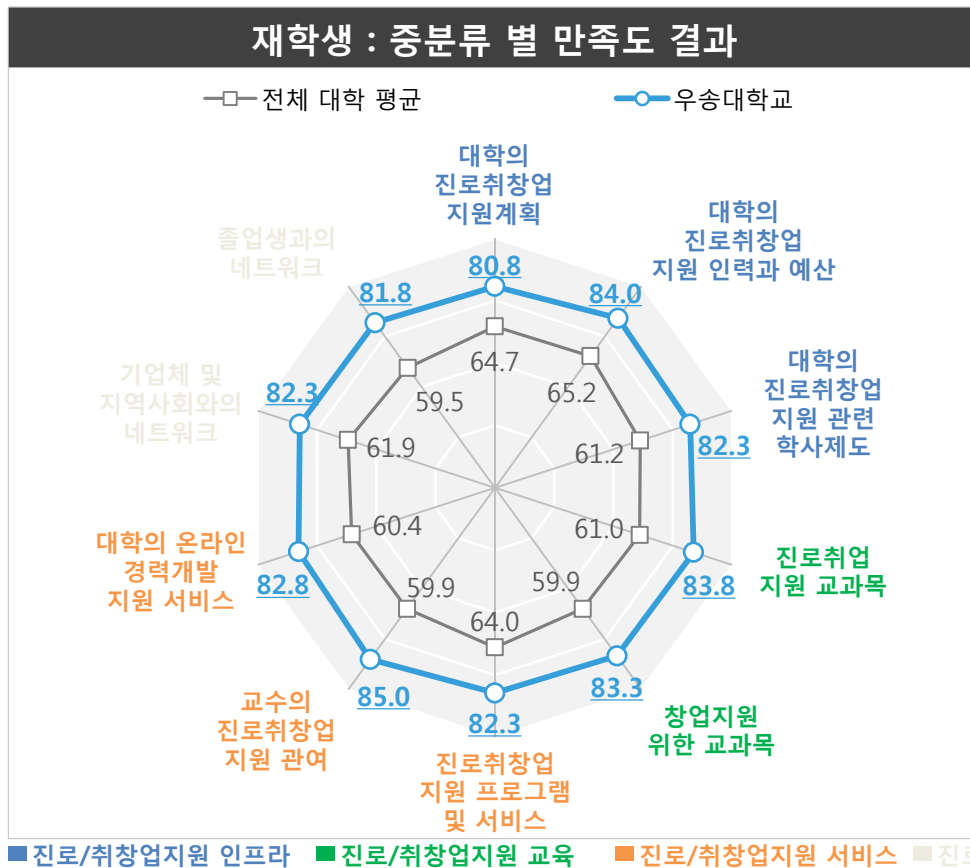 재학생 : 중분류 별 만족도 결과
전체 대학 평균
우송대학교
대학의
진로취창업
지원계획
대학의
진로취창업
지원 인력과 예산
대학의
진로취창업
지원 관련
학사제도
진로취업
지원 교과목
창업지원
위한 교과목
진로취창업
지원 프로그램
및 서비스
교수의
진로취창업
지원 관여
대학의 온라인
경력개발
지원 서비스
기업체 및
지역사회와의
네트워크
졸업생과의
네트워크
80.8
84.0
82.3
83.8
83.3
82.3
85.0
82.8
82.3
81.8
64.7
65.2
61.2
61.0
59.9
64.0
59.9
60.4
61.9
59.5
진로/취창업지원 인프라
진로/취창업지원 교육
진로/취창업지원 서비스
진로